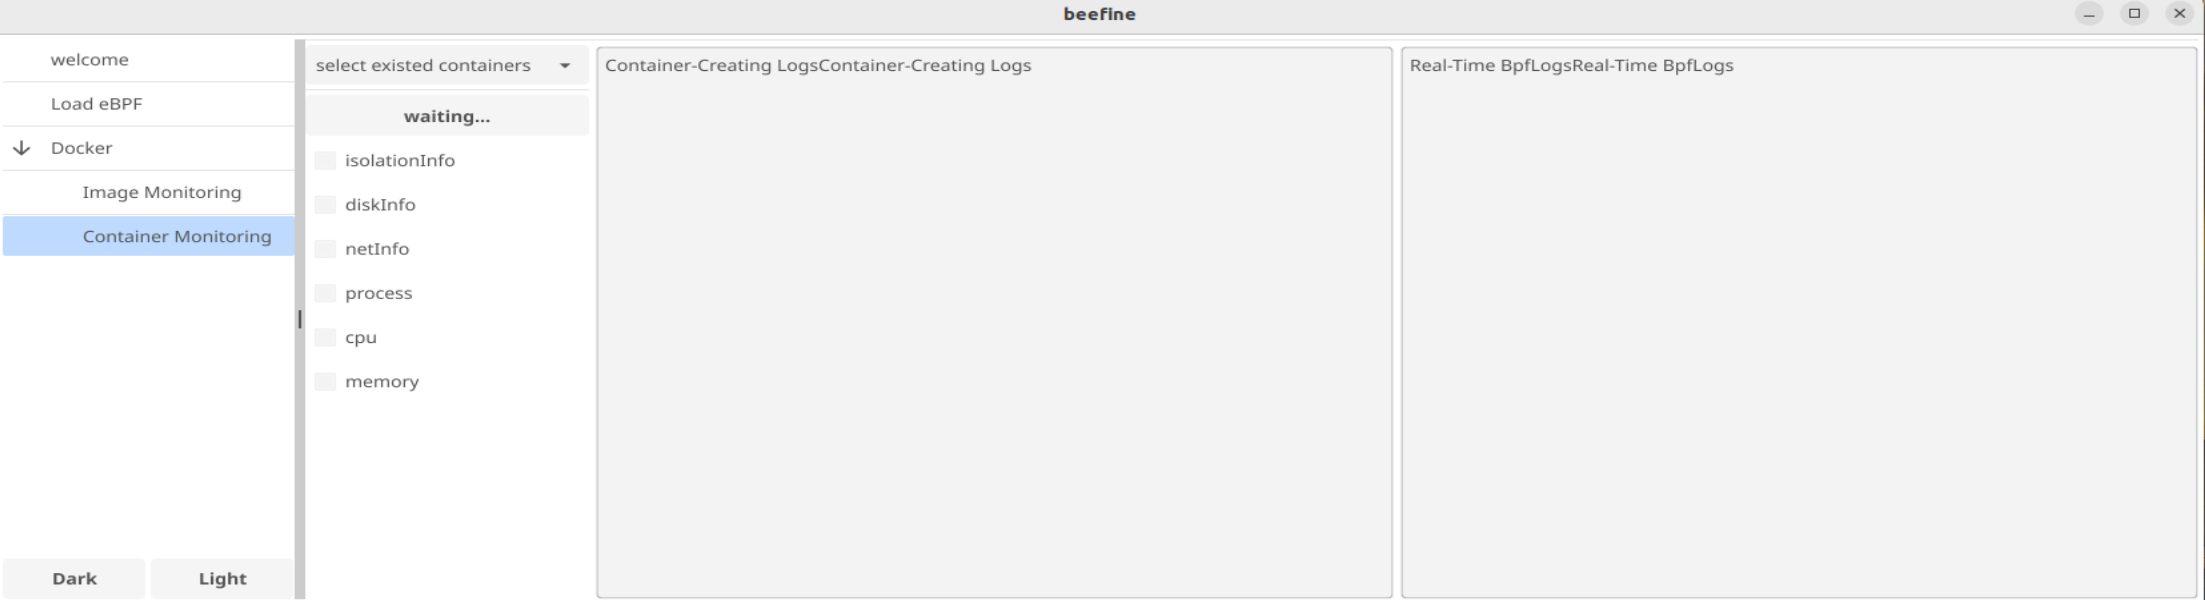 beefine
welcome
Load eBPF
Docker
Image Monitoring
Container Monitoring
Dark
Light
select existed containers
waiting...
isolationInfo
diskInfo
netInfo
process
cpu
memory
Container-Creating LogsContainer-Creating Logs
Real-Time BpfLogsReal-Time BpfLogs